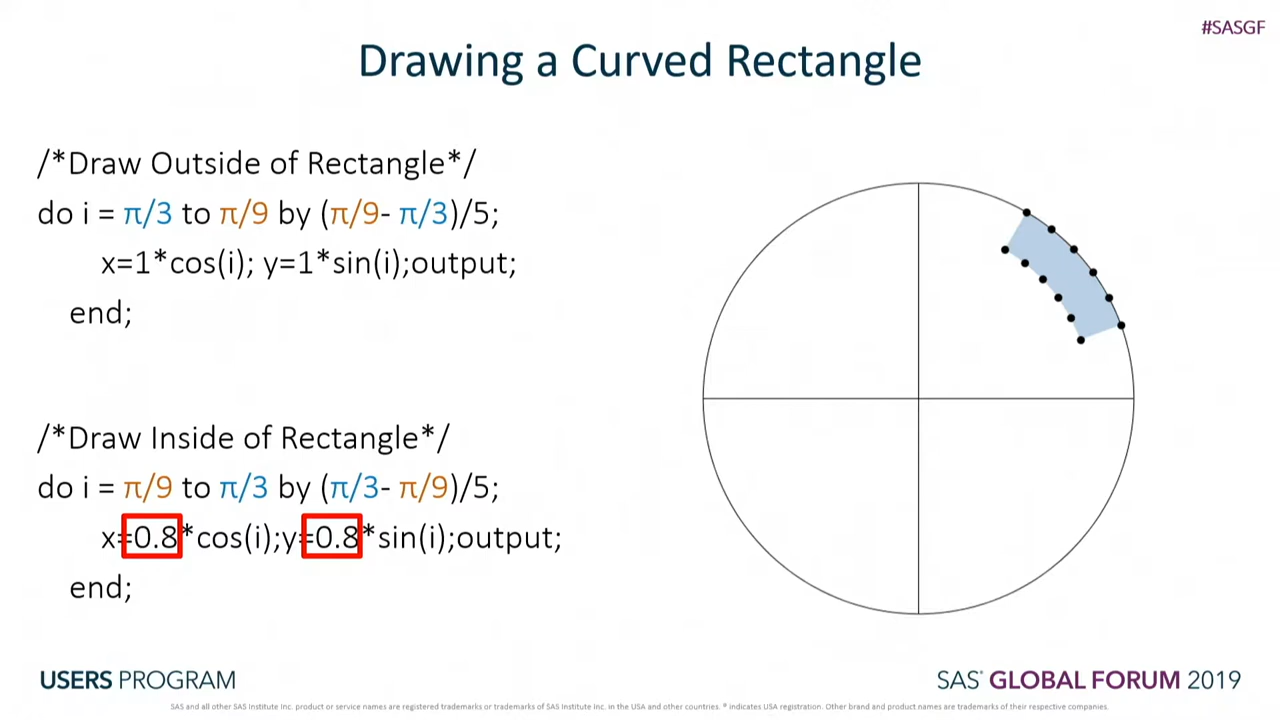 #SASGF
Drawing a Curved Rectangle
/*Draw Outside of Rectangle*/
do i = π/3 to π/9 by (π/9- π/3)/5;
x=1*cos(i); y=1*sin(i);output;
end;
/*Draw Inside of Rectangle*/
do i = π/9 to π/3 by (π/3- π/9)/5;
x=0.8*cos(i);y=0.8*sin(i);output;
end;
USERS PROGRAM
SAS® GLOBAL FORUM 2019
SAS and all other SAS Institute Inc. product or service names are registered trademarks or trademarks of SAS Institute Inc. in the USA and other countries. ® indicates USA registration. Other brand and product names are trademarks of their respective companies.